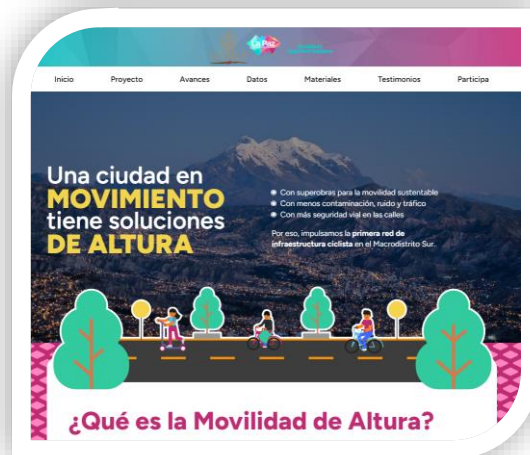 La Paz
Inicio Proyecto Avances Datos Materiales Testimonios Participa
Una ciudad en
MOVIMIENTO
tiene soluciones
DE ALTURA
Con superobras para la movilidad sustentable
Con menos contaminación, ruido y tráfico
Con más seguridad vial en las calles
Por eso, impulsamos la primera red de
infraestructura ciclista en el Macrodistrito Sur.
¿Qué es la Movilidad de Altura?